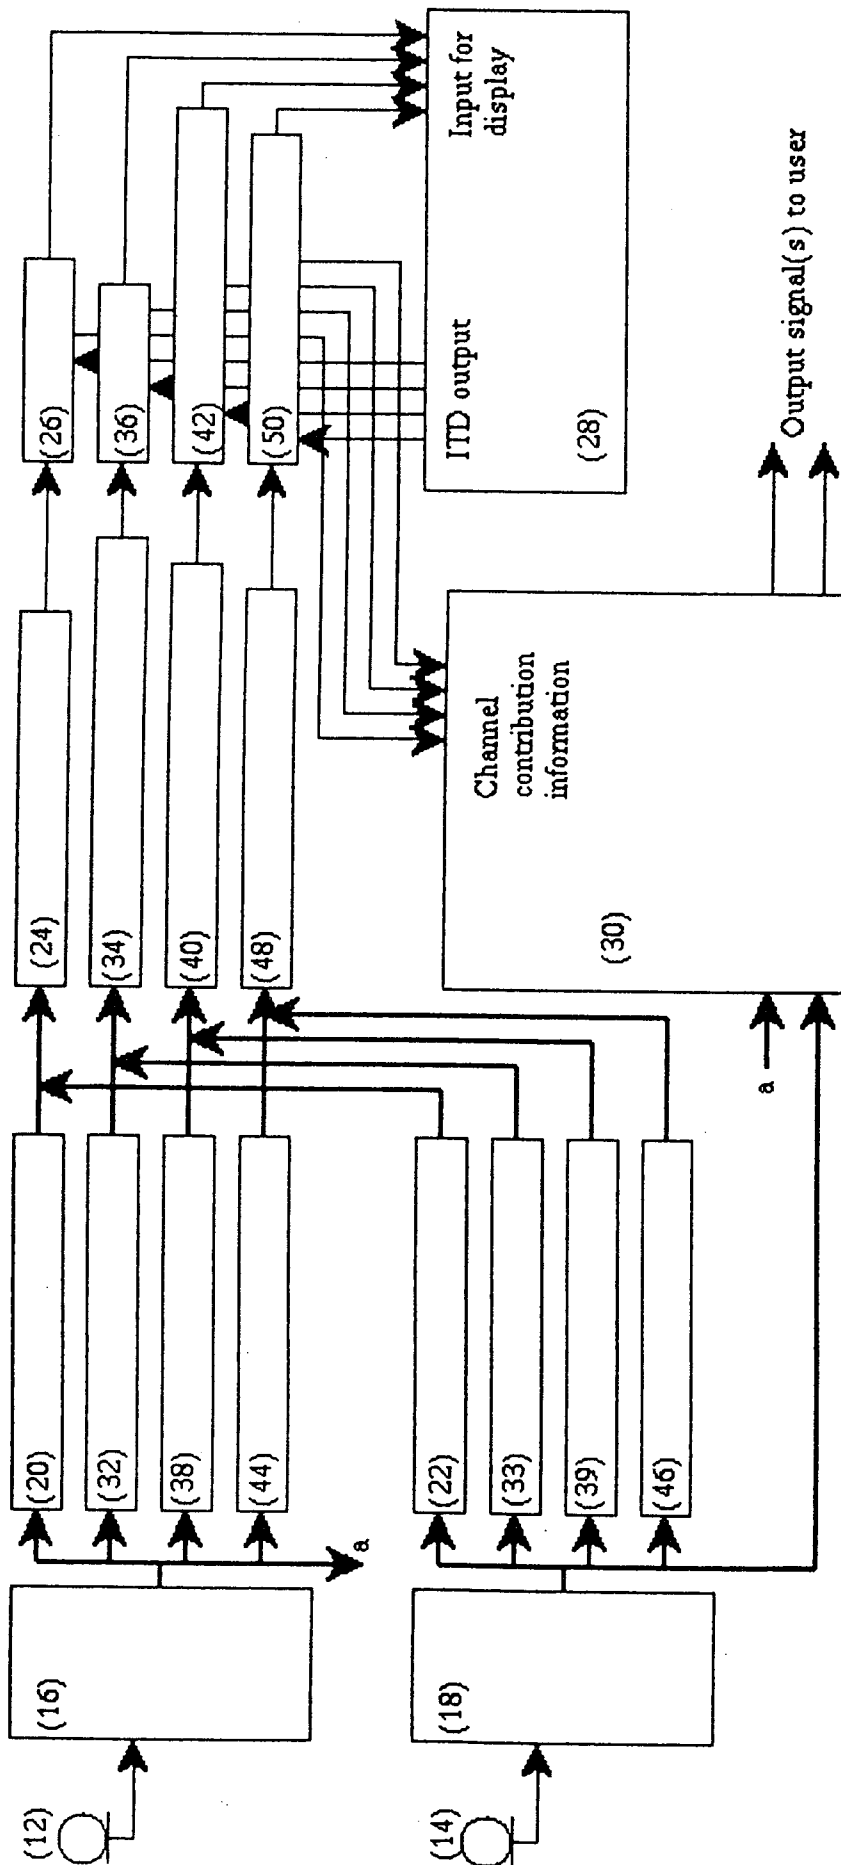 (12)
(16)
(20)
(32)
(38)
(44)
a
(24)
(34)
(40)
(48)
(26)
(36)
(42)
(50)
(14)
(18)
(22)
(33)
(39)
(46)
a
(30)
Channel
contribution
information
(28)
ITD output
Input for
display
Output signal(s) to user